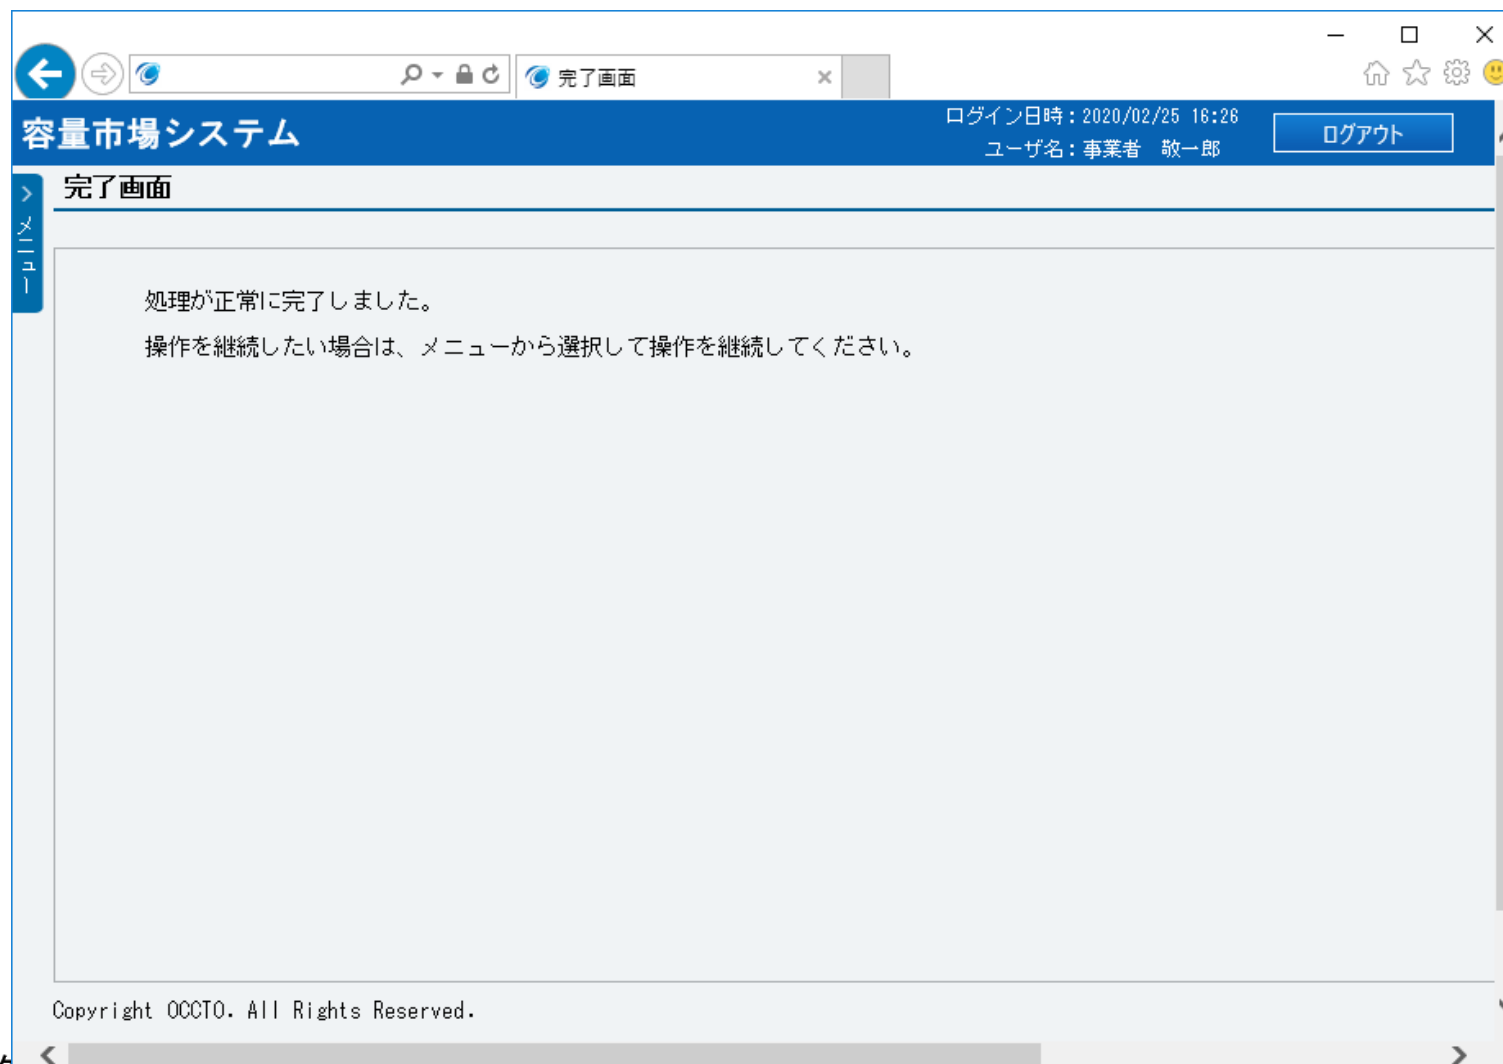 完了画面
容量市場システム
ログイン日時：2020/02/25 16:26
ユーザ名：事業者　敬一郎
ログアウト
メニュー
完了画面
処理が正常に完了しました。
操作を継続したい場合は、メニューから選択して操作を継続してください。
Copyright OCCTO. All Rights Reserved.